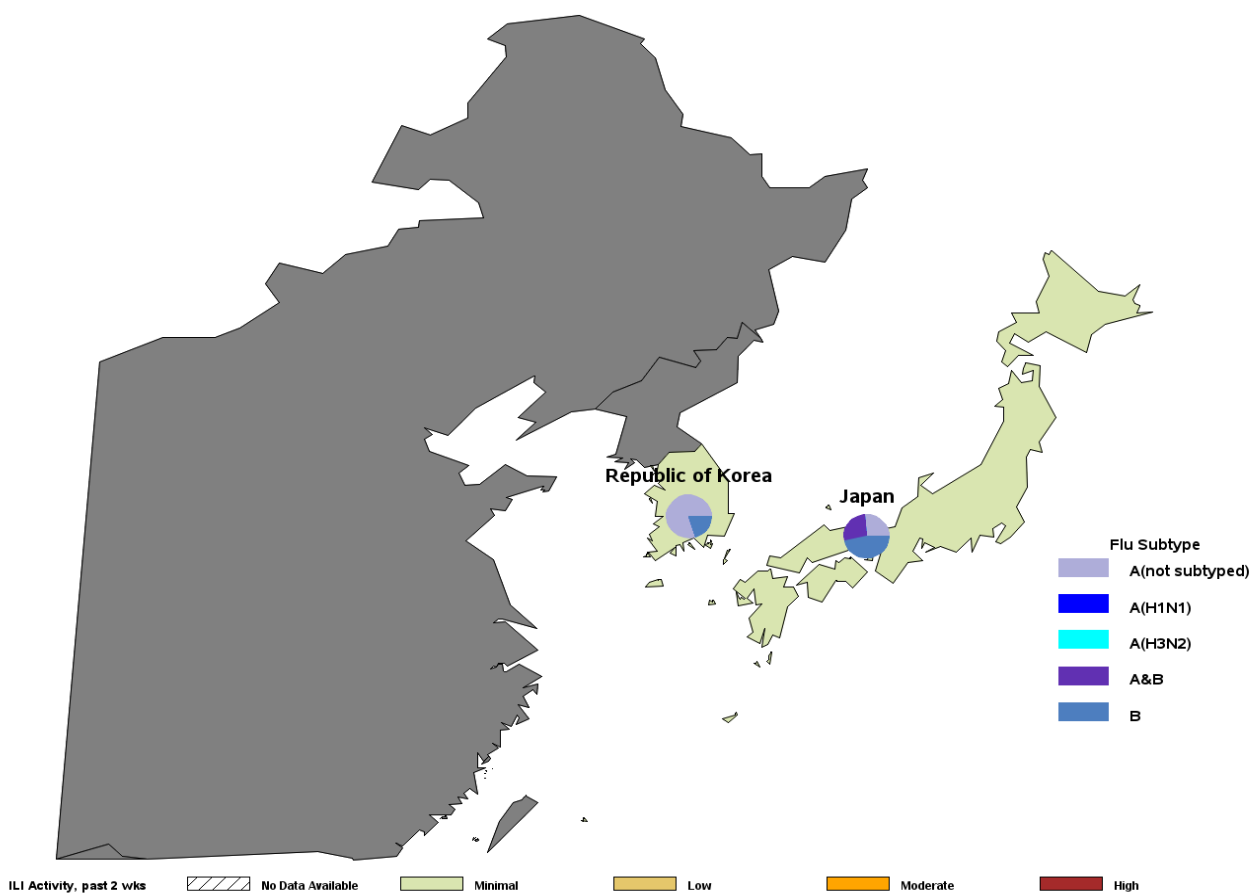 Republic of Korea
Japan
Flu Subtype
A(not subtyped)
A(H1N1)
A(H3N2)
A&B
B
ILI Activity, past 2 wks No Data Available Minimal Low Moderate High